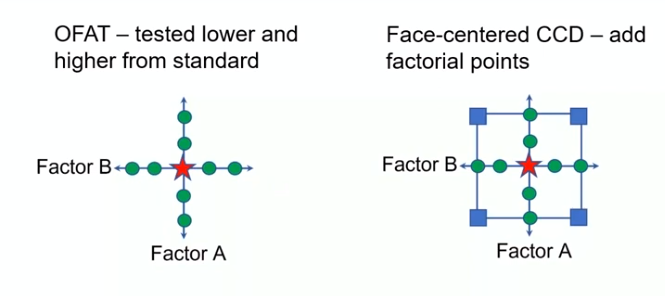 OFAT – tested lower and
higher from standard
Factor B
Factor A
Face-centered CCD – add
factorial points
Factor B
Factor A